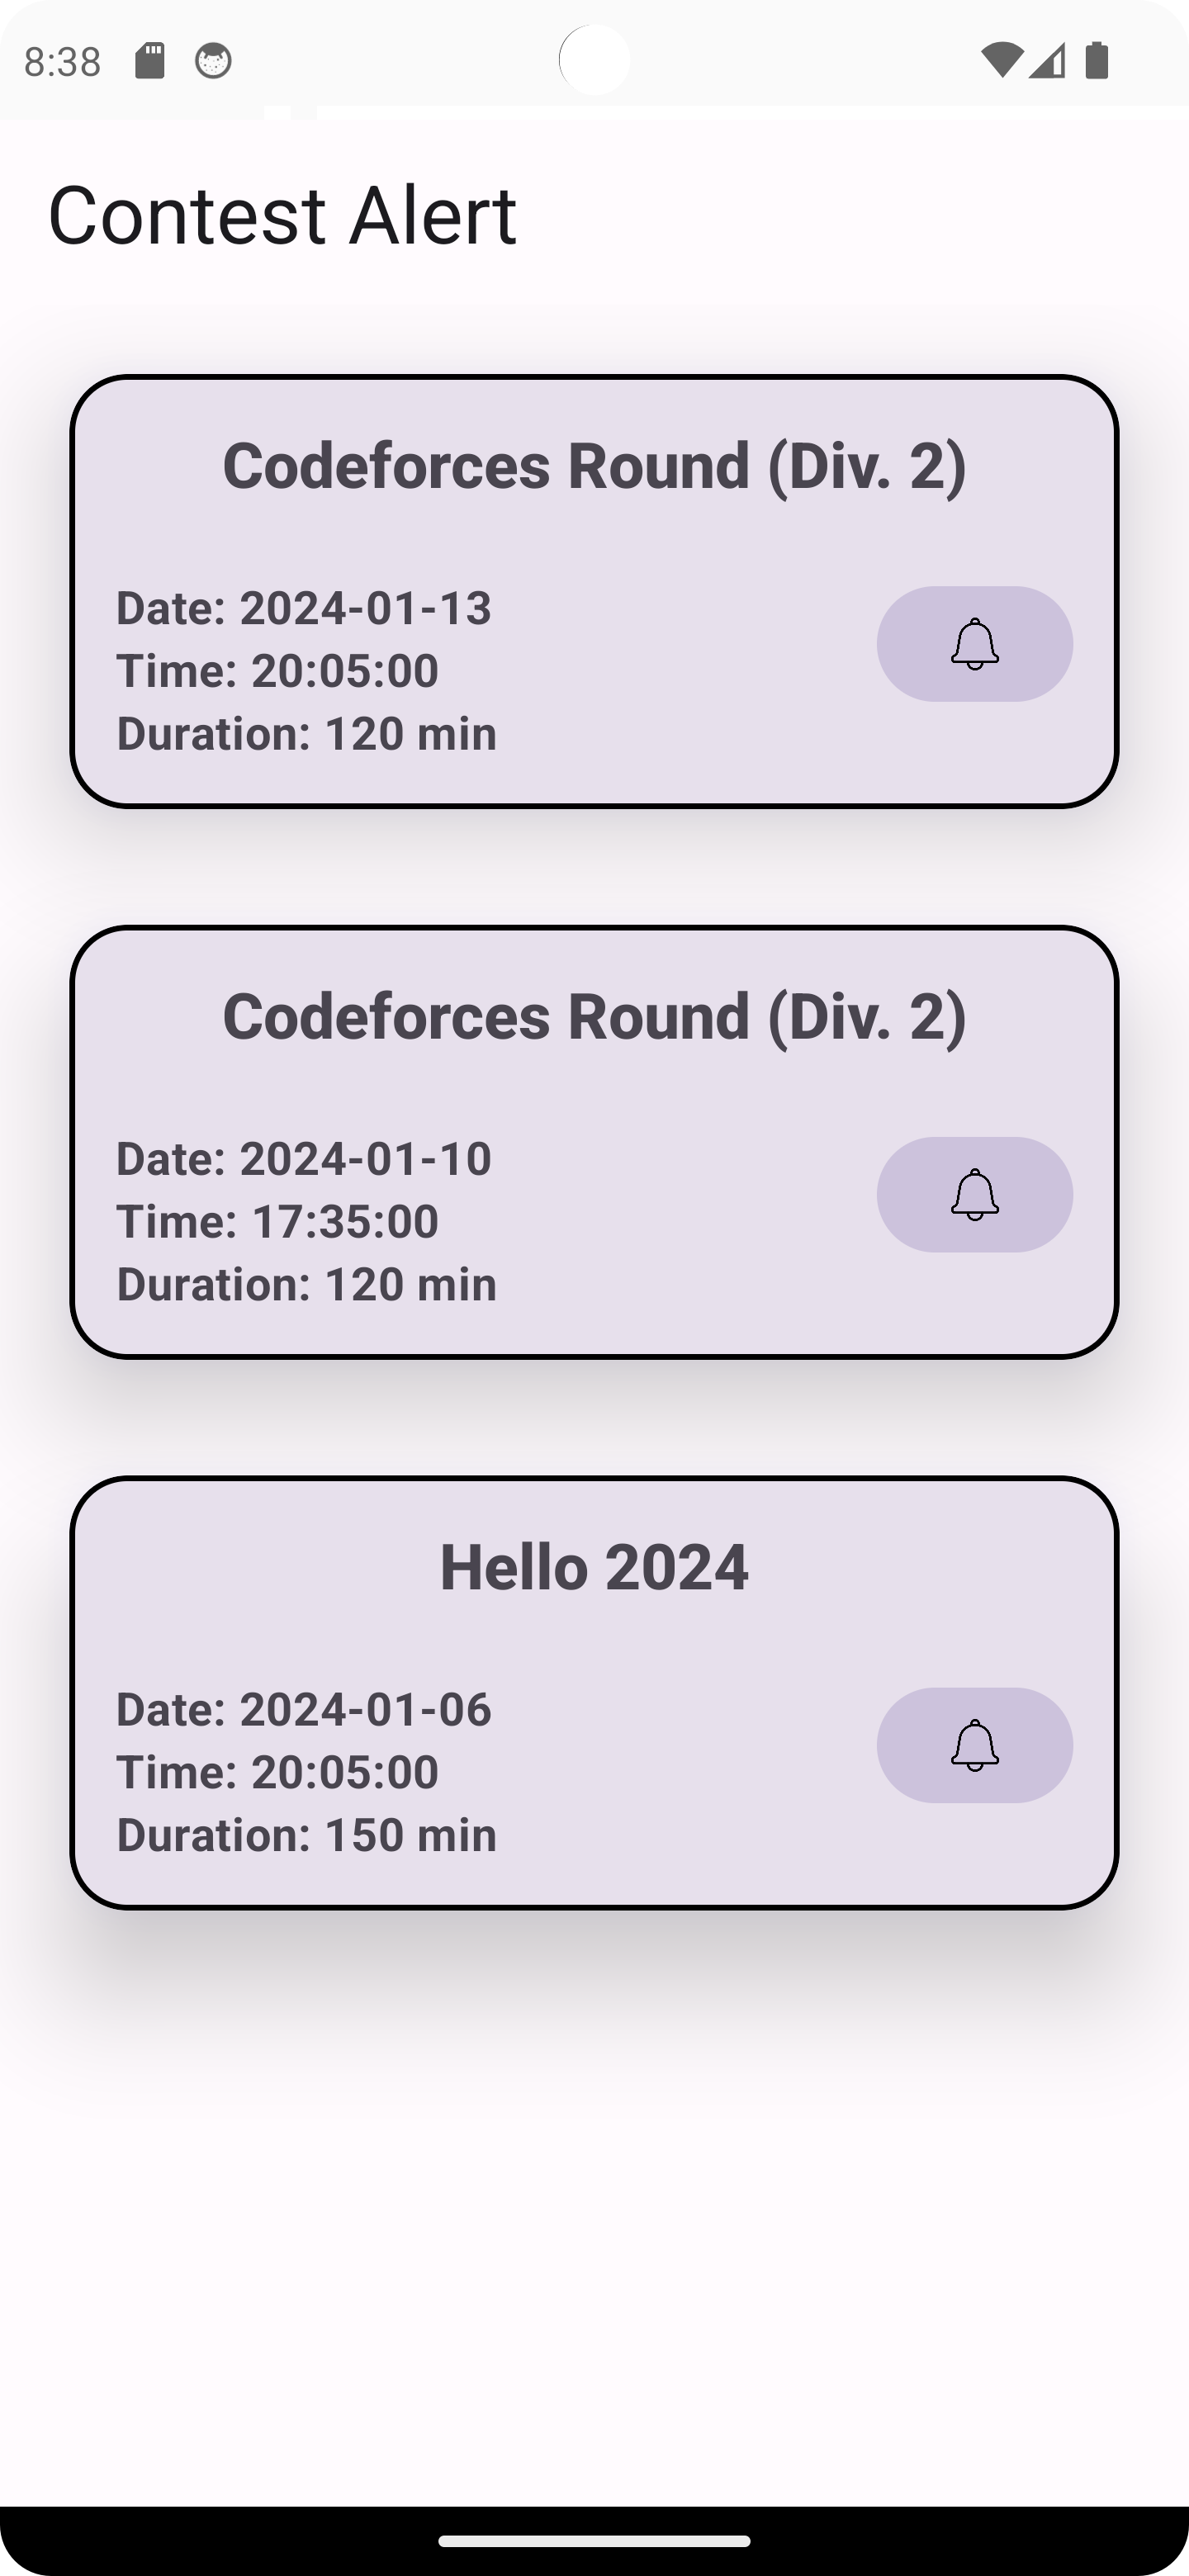 8:38
Contest Alert
Codeforces Round (Div. 2)
Date: 2024-01-13
Time: 20:05:00
Duration: 120 min
Codeforces Round (Div. 2)
Date: 2024-01-10
Time: 17:35:00
Duration: 120 min
Hello 2024
Date: 2024-01-06
Time: 20:05:00
Duration: 150 min